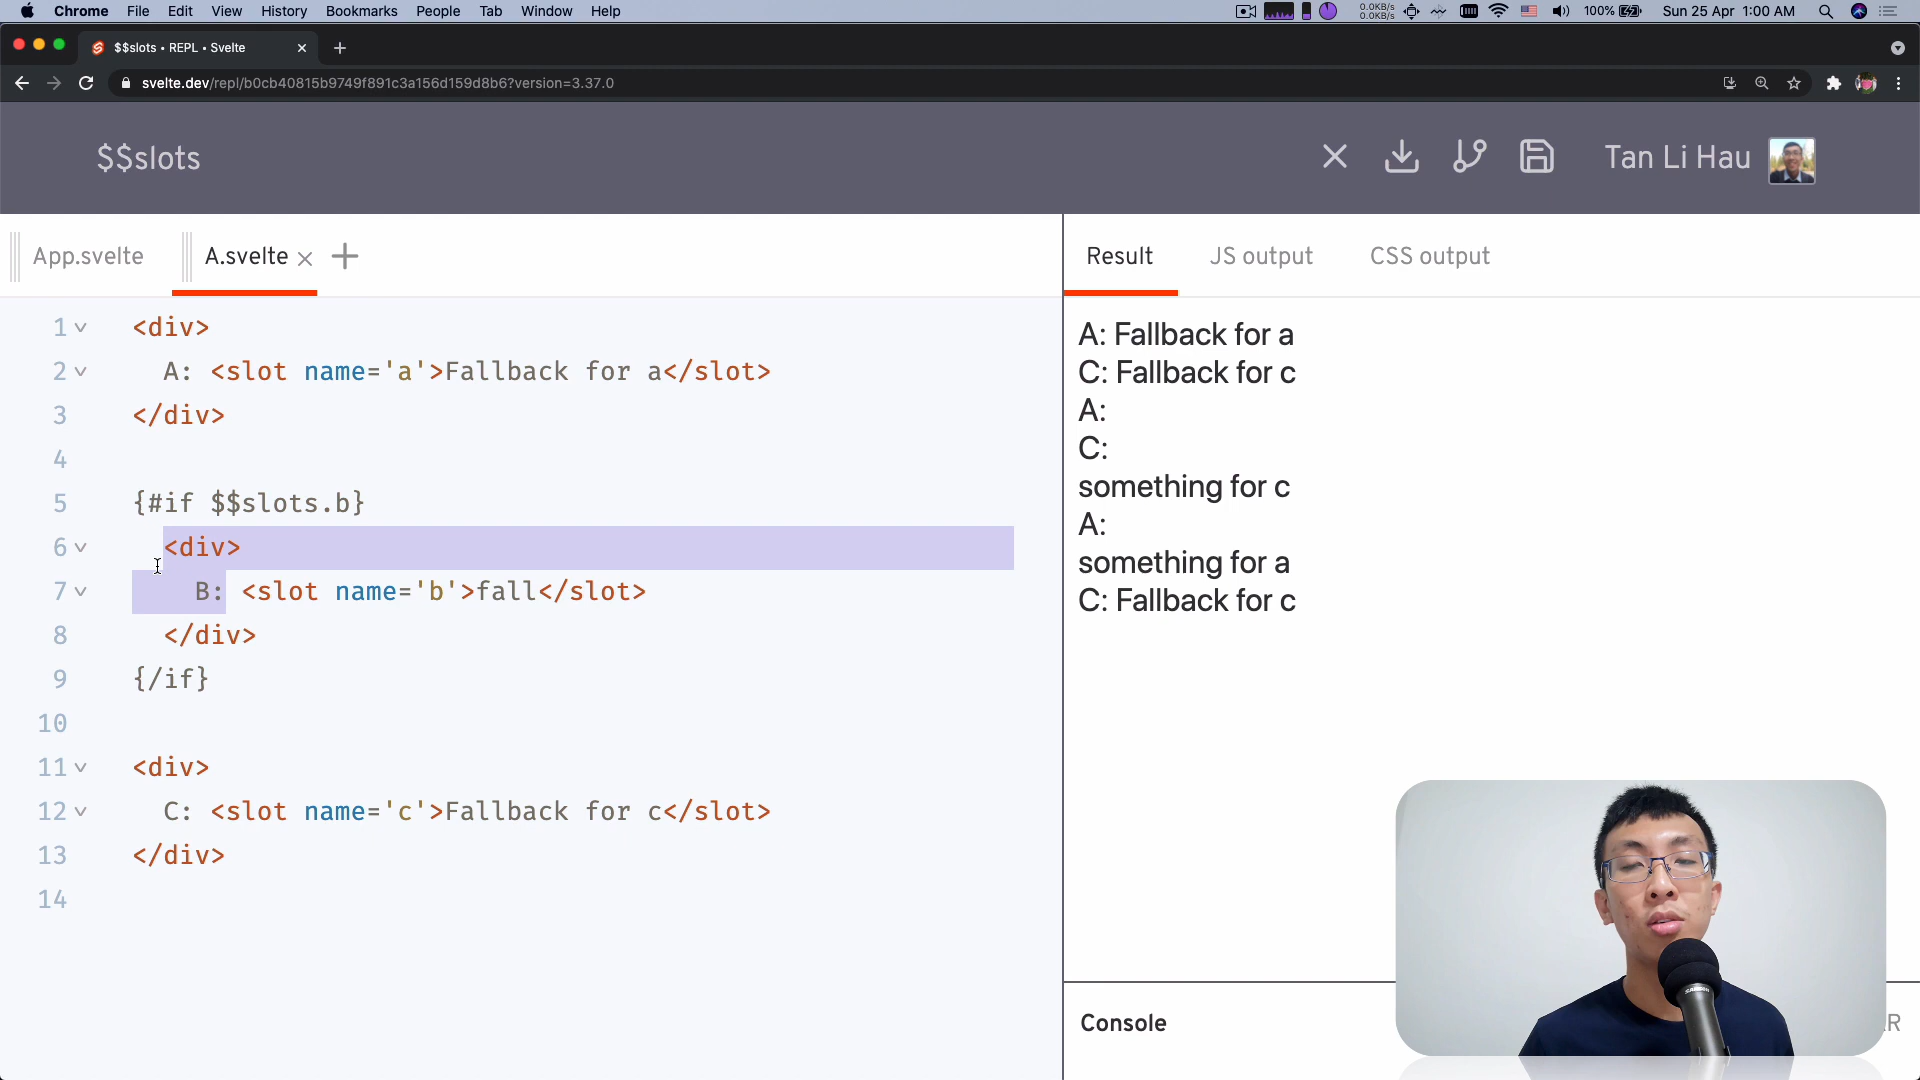 Chrome File Edit View History Bookmarks People Tab Window Help
0.0KB/s
0.0KB/s
100%
Sun 25 Apr 1:00 AM
$$slots • REPL • Svelte
svelte.dev/repl/b0cb40815b9749f891c3a156d159d8b6?version=3.37.0
$$slots
Tan Li Hau
App.svelte
A.svelte
Result
JS output
CSS output
1 <div>
2 A: <slot name='a'>Fallback for a</slot>
3 </div>
4
5 {#if $$slots.b}
6 <div>
7 B: <slot name='b'>fall</slot>
8 </div>
9 {/if}
10
11 <div>
12 C: <slot name='c'>Fallback for c</slot>
13 </div>
14
A: Fallback for a
C: Fallback for c
A:
C:
something for c
A:
something for a
C: Fallback for c
Console